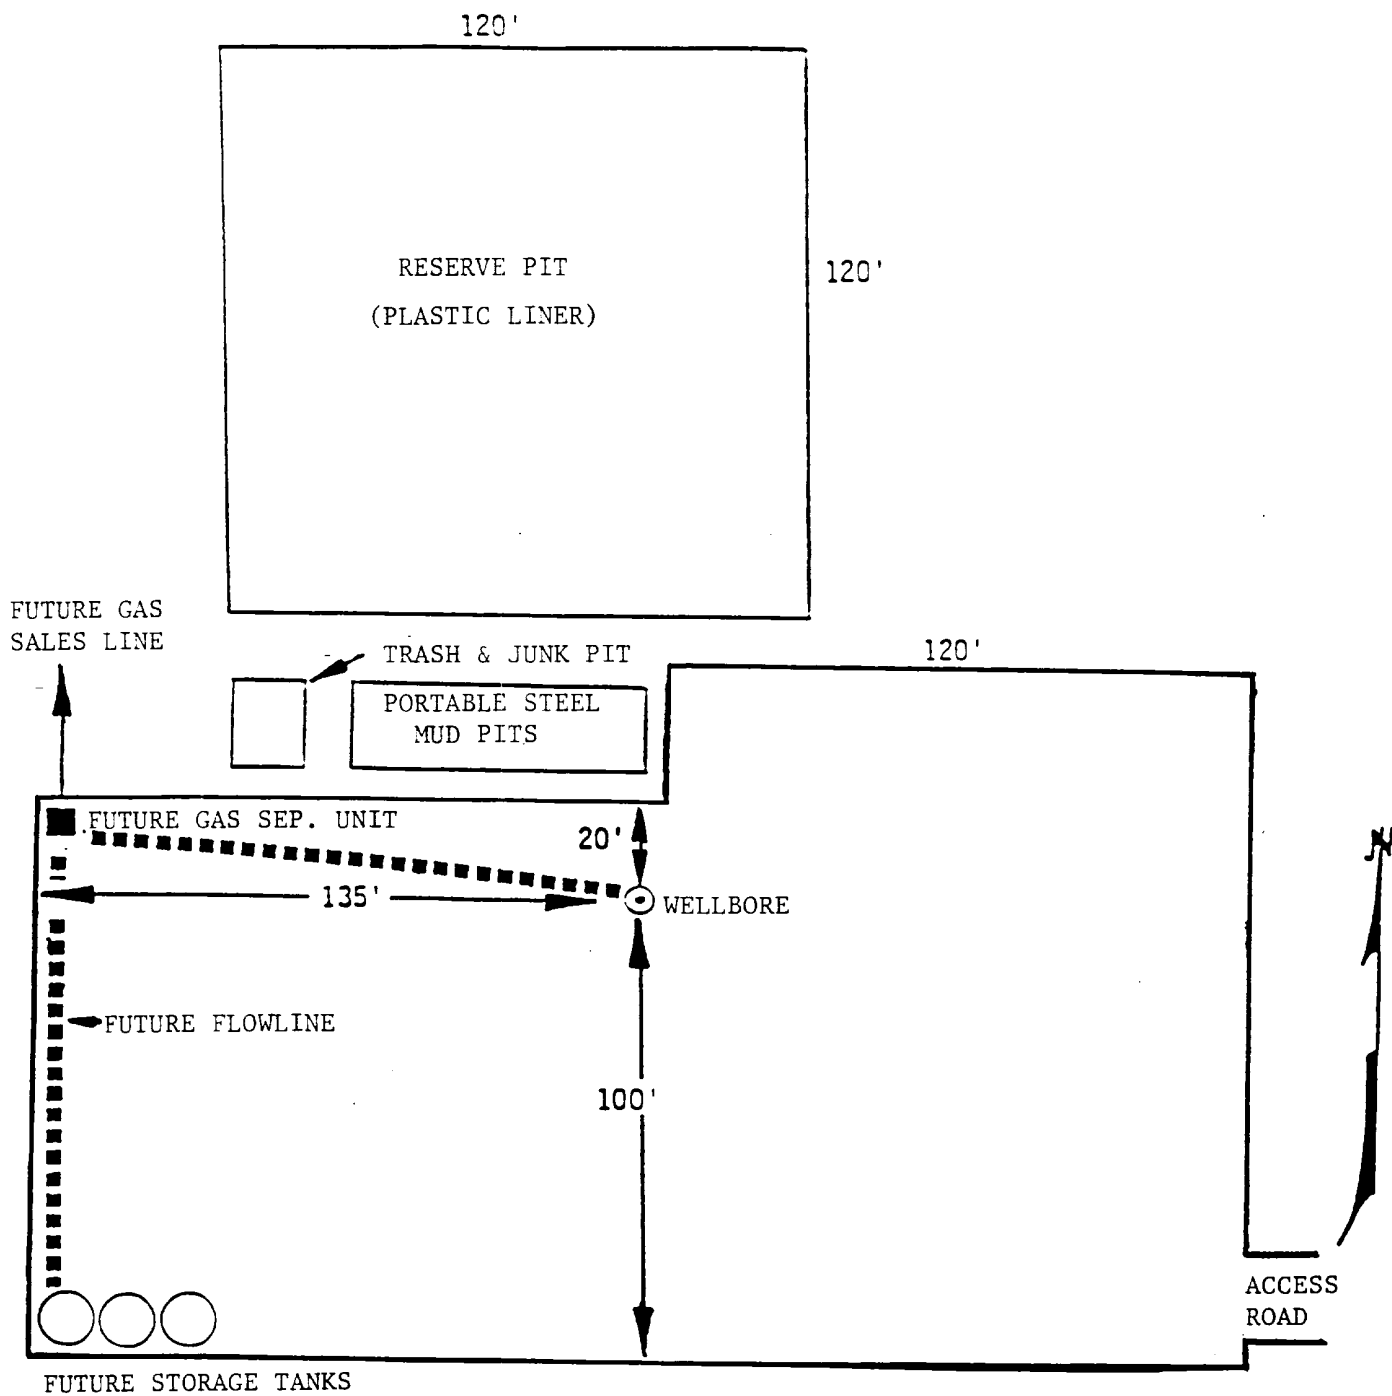 120'
RESERVE PIT
(PLASTIC LINER)
120'
FUTURE GAS
SALES LINE
TRASH & JUNK PIT
120'
PORTABLE STEEL
MUD PITS
FUTURE GAS SEP. UNIT
20'
N
135'
WELLBORE
FUTURE FLOWLINE
100'
ACCESS
ROAD
FUTURE STORAGE TANKS